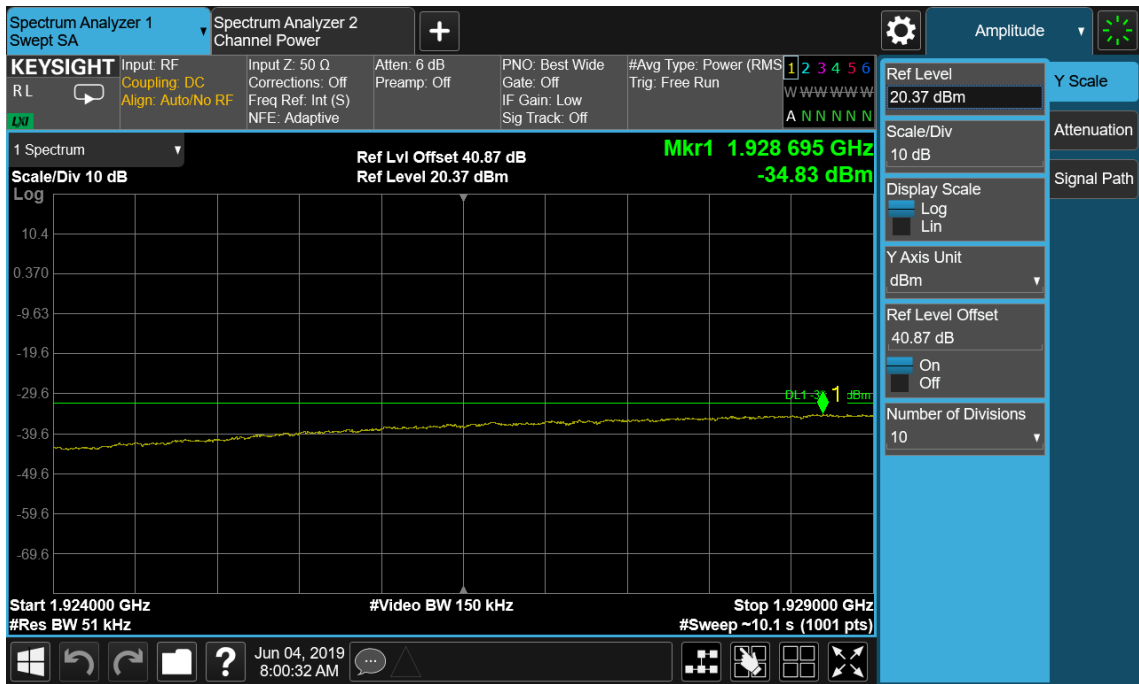 Spectrum Analyzer 1
Swept SA
Spectrum Analyzer 2
Channel Power
Amplitude
KEYSIGHT
R L
LXI
Input: RF
Coupling: DC
Align: Auto/No RF
Input Z: 50 Ω
Corrections: Off
Freq Ref: Int (S)
NFE: Adaptive
Atten: 6 dB
Preamp: Off
PNO: Best Wide
Gate: Off
IF Gain: Low
Sig Track: Off
#Avg Type: Power (RMS
Trig: Free Run
1 2 3 4 5 6
W W W W W W
A N N N N N
1 Spectrum
Scale/Div 10 dB
Ref Lvl Offset 40.87 dB
Ref Level 20.37 dBm
Mkr1 1.928 695 GHz
-34.83 dBm
Log
10.4
0.370
-9.63
-19.6
-29.6
-39.6
-49.6
-59.6
-69.6
DL1 dBm
1
Start 1.924000 GHz
#Res BW 51 kHz
#Video BW 150 kHz
Stop 1.929000 GHz
#Sweep ~10.1 s (1001 pts)
Ref Level
20.37 dBm
Scale/Div
10 dB
Display Scale
Log
Lin
Y Axis Unit
dBm
Ref Level Offset
40.87 dB
On
Off
Number of Divisions
10
Y Scale
Attenuation
Signal Path
?
Jun 04, 2019
8:00:32 AM